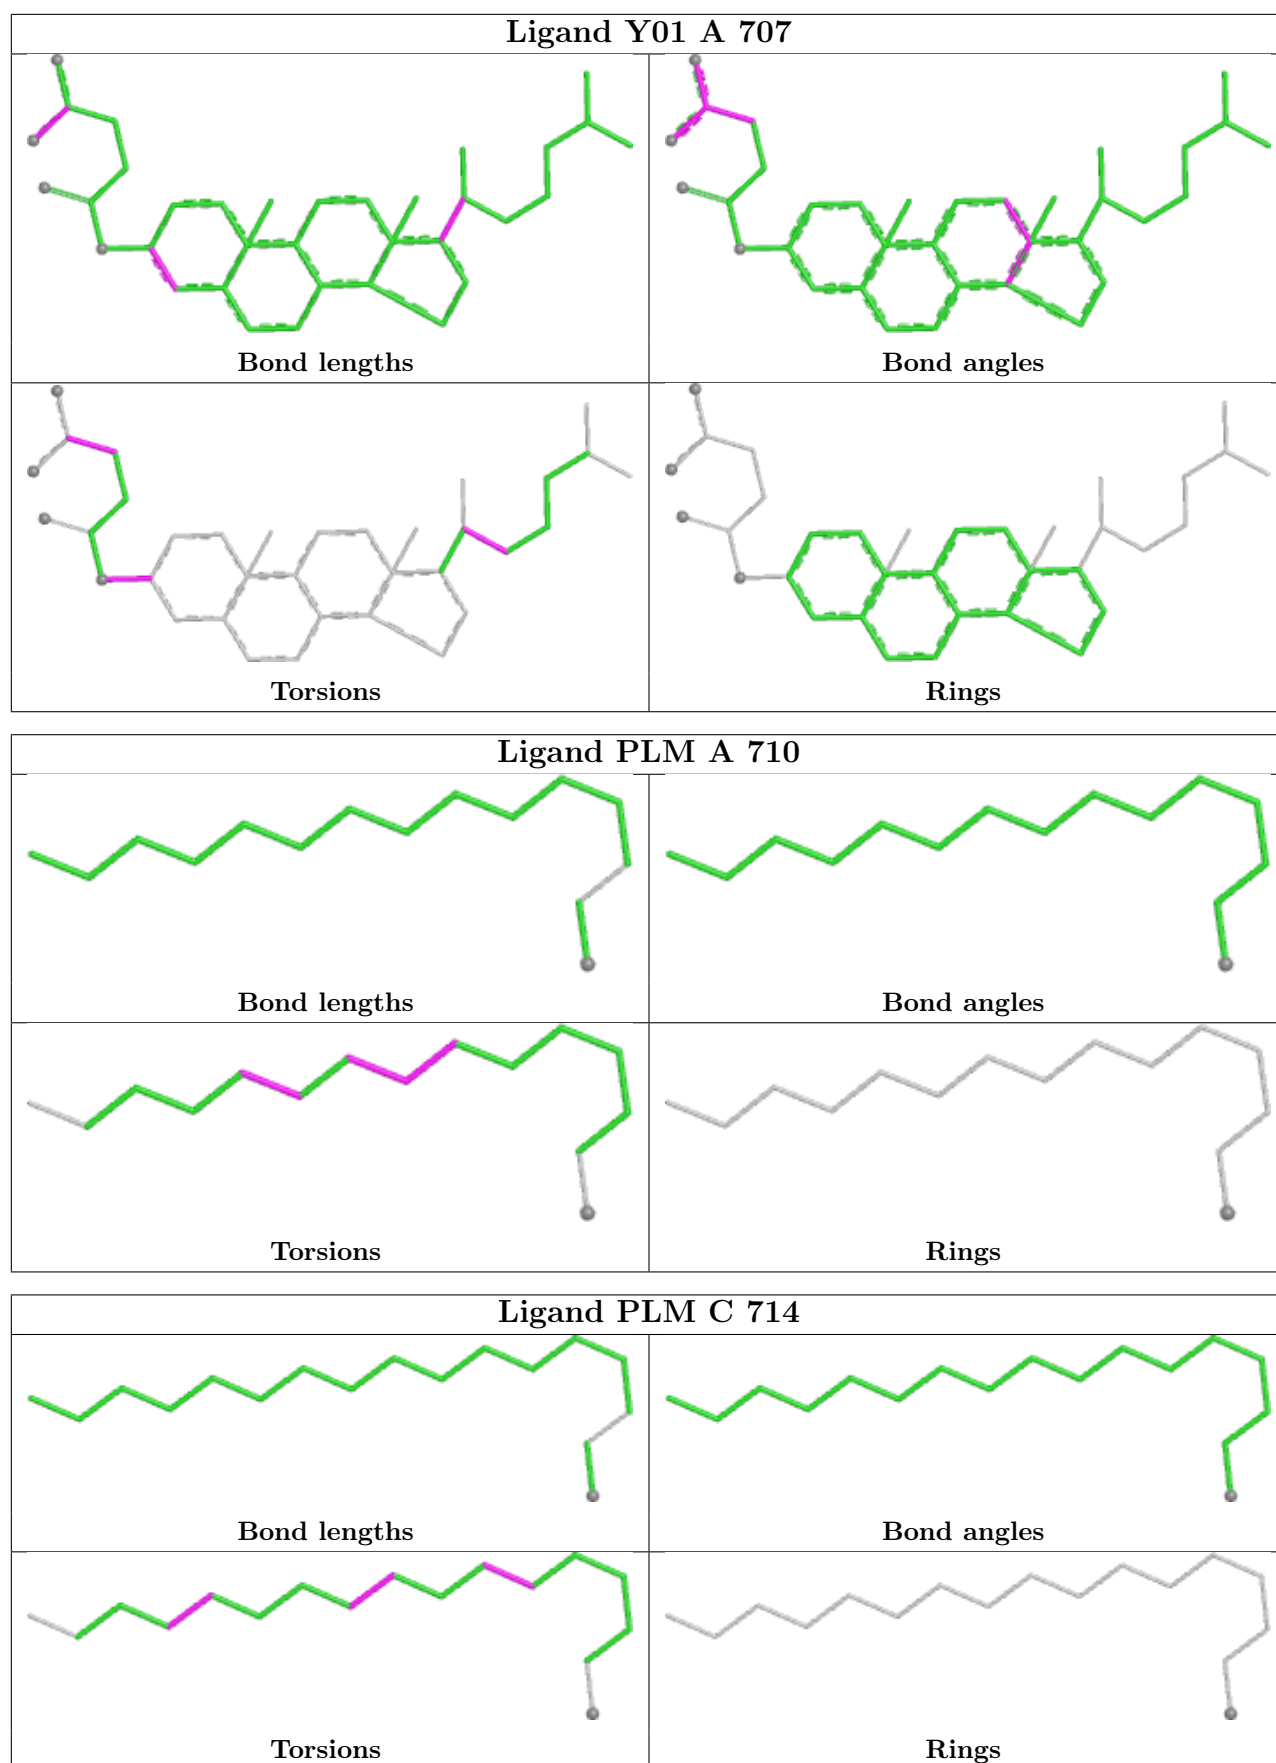 Ligand Y01 A 707
Bond lengths
Bond angles
Torsions
Rings
Ligand PLM A 710
Bond lengths
Bond angles
Torsions
Rings
Ligand PLM C 714
Bond lengths
Bond angles
Torsions
Rings